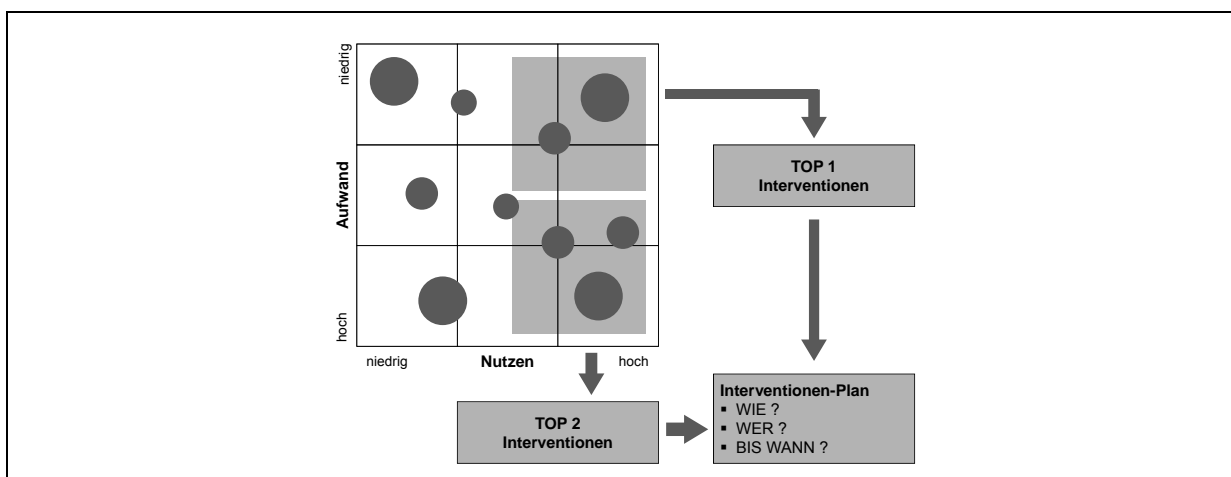 niedrig
Aufwand
hoch
niedrig
Nutzen
hoch
TOP 1
Interventionen
TOP 2
Interventionen
Interventionen-Plan
▪ WIE ?
▪ WER ?
▪ BIS WANN ?